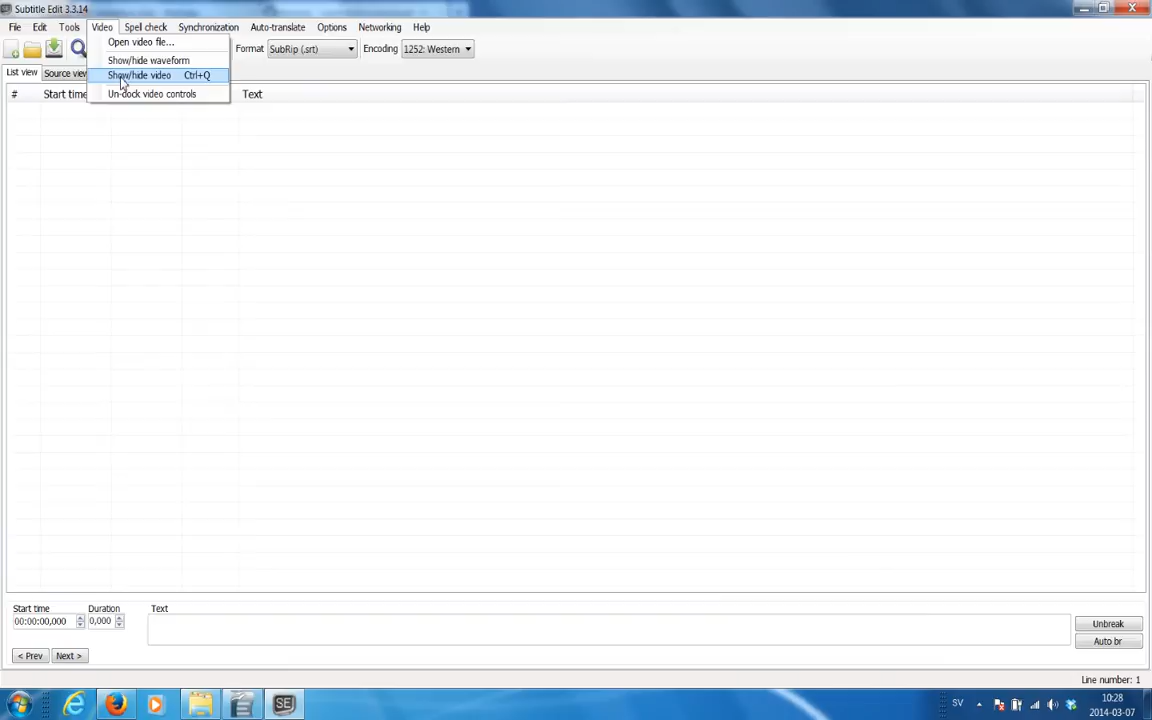 Subtitle Edit 3.3.14
File Edit Tools Video Spell check Synchronization Auto-translate Options Networking Help
Open video file...
Show/hide waveform
Show/hide video Ctrl+Q
Un-dock video controls
Format SubRip (.srt) Encoding 1252: Western
List view Source view
# Start time Text
Start time Duration Text
00:00:00,000 0,000
Unbreak
Auto br
< Prev Next >
Line number: 1
SE
SV
10:28
2014-03-07